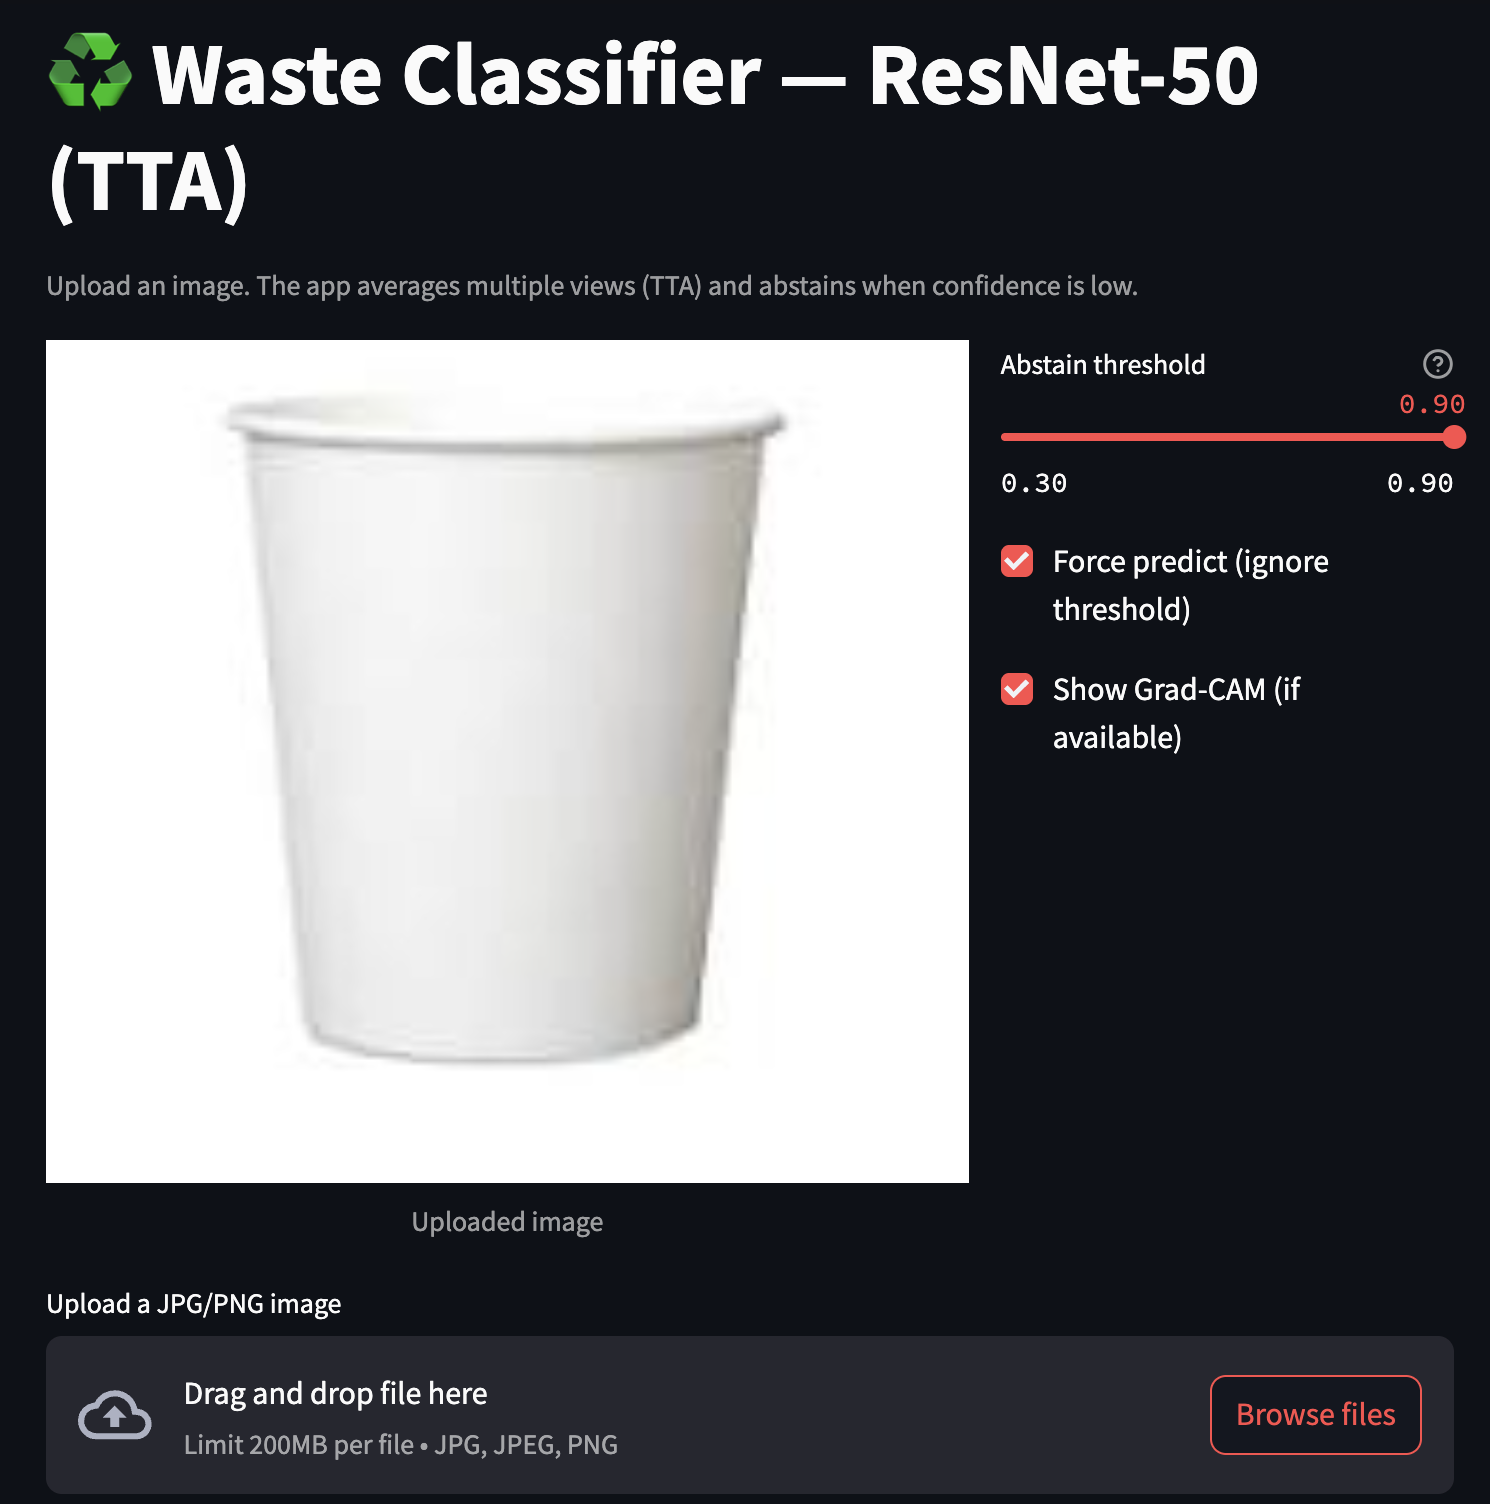 ♻ Waste Classifier — ResNet-50
(TTA)
Upload an image. The app averages multiple views (TTA) and abstains when confidence is low.
Abstain threshold
0.90
0.30 0.90
Force predict (ignore
threshold)
Show Grad-CAM (if
available)
Uploaded image
Upload a JPG/PNG image
Drag and drop file here
Limit 200MB per file • JPG, JPEG, PNG
Browse files